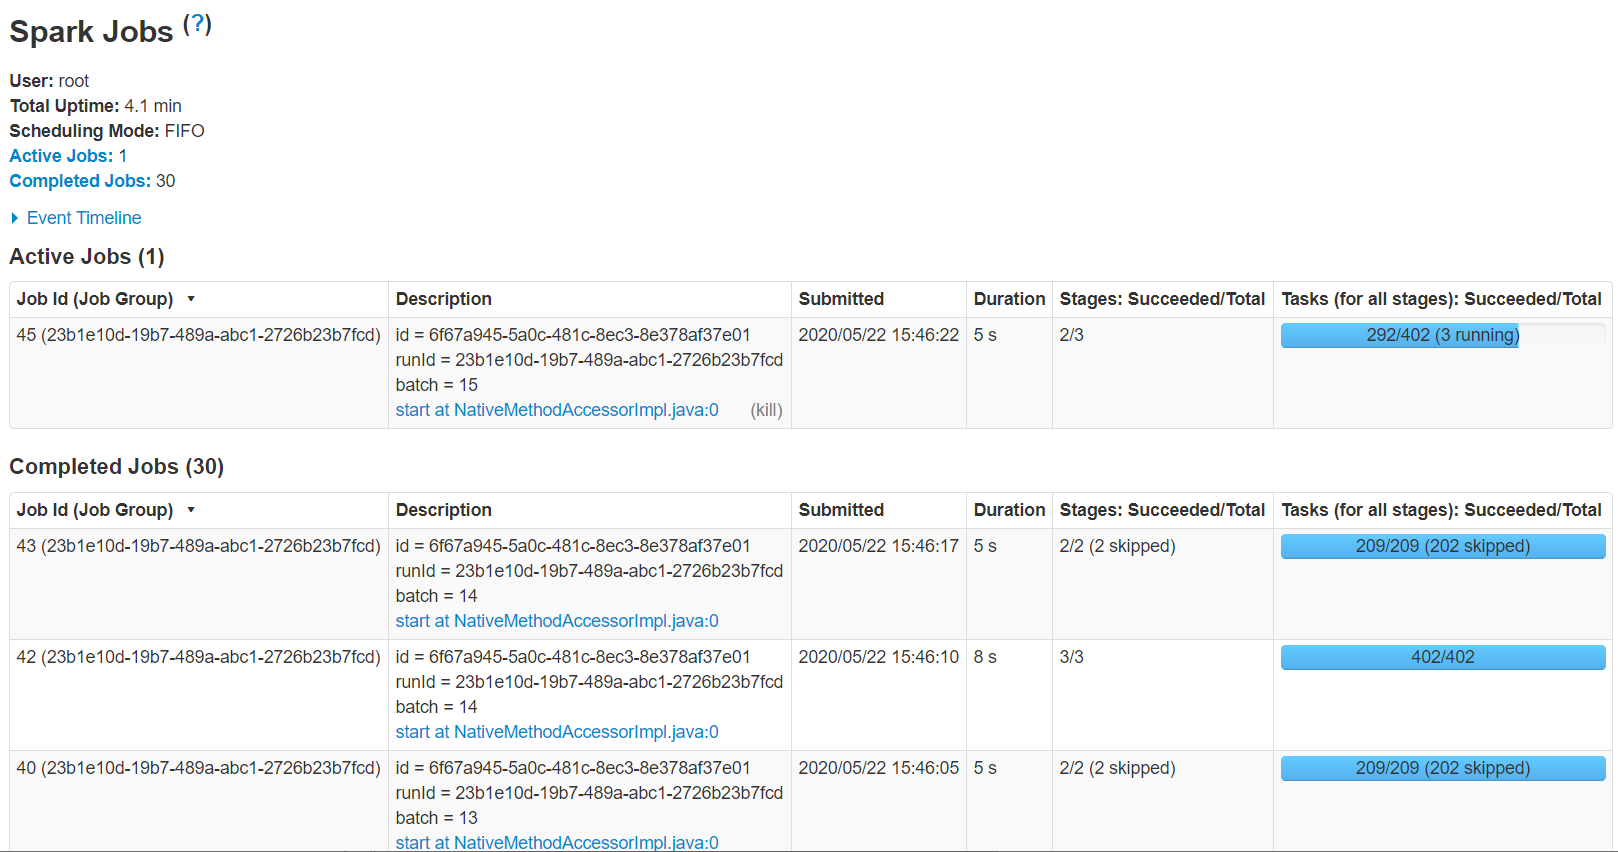 Spark Jobs (?)
User: root
Total Uptime: 4.1 min
Scheduling Mode: FIFO
Active Jobs: 1
Completed Jobs: 30
Event Timeline
Active Jobs (1)
Job Id (Job Group) ▾ Description Submitted Duration Stages: Succeeded/Total Tasks (for all stages): Succeeded/Total
45 (23b1e10d-19b7-489a-abc1-2726b23b7fcd) id = 6f67a945-5a0c-481c-8ec3-8e378af37e01 2020/05/22 15:46:22 5 s 2/3 292/402 (3 running)
runId = 23b1e10d-19b7-489a-abc1-2726b23b7fcd
batch = 15
start at NativeMethodAccessorImpl.java:0 (kill)
Completed Jobs (30)
Job Id (Job Group) ▾ Description Submitted Duration Stages: Succeeded/Total Tasks (for all stages): Succeeded/Total
43 (23b1e10d-19b7-489a-abc1-2726b23b7fcd) id = 6f67a945-5a0c-481c-8ec3-8e378af37e01 2020/05/22 15:46:17 5 s 2/2 (2 skipped) 209/209 (202 skipped)
runId = 23b1e10d-19b7-489a-abc1-2726b23b7fcd
batch = 14
start at NativeMethodAccessorImpl.java:0
42 (23b1e10d-19b7-489a-abc1-2726b23b7fcd) id = 6f67a945-5a0c-481c-8ec3-8e378af37e01 2020/05/22 15:46:10 8 s 3/3 402/402
runId = 23b1e10d-19b7-489a-abc1-2726b23b7fcd
batch = 14
start at NativeMethodAccessorImpl.java:0
40 (23b1e10d-19b7-489a-abc1-2726b23b7fcd) id = 6f67a945-5a0c-481c-8ec3-8e378af37e01 2020/05/22 15:46:05 5 s 2/2 (2 skipped) 209/209 (202 skipped)
runId = 23b1e10d-19b7-489a-abc1-2726b23b7fcd
batch = 13
start at NativeMethodAccessorImpl.java:0